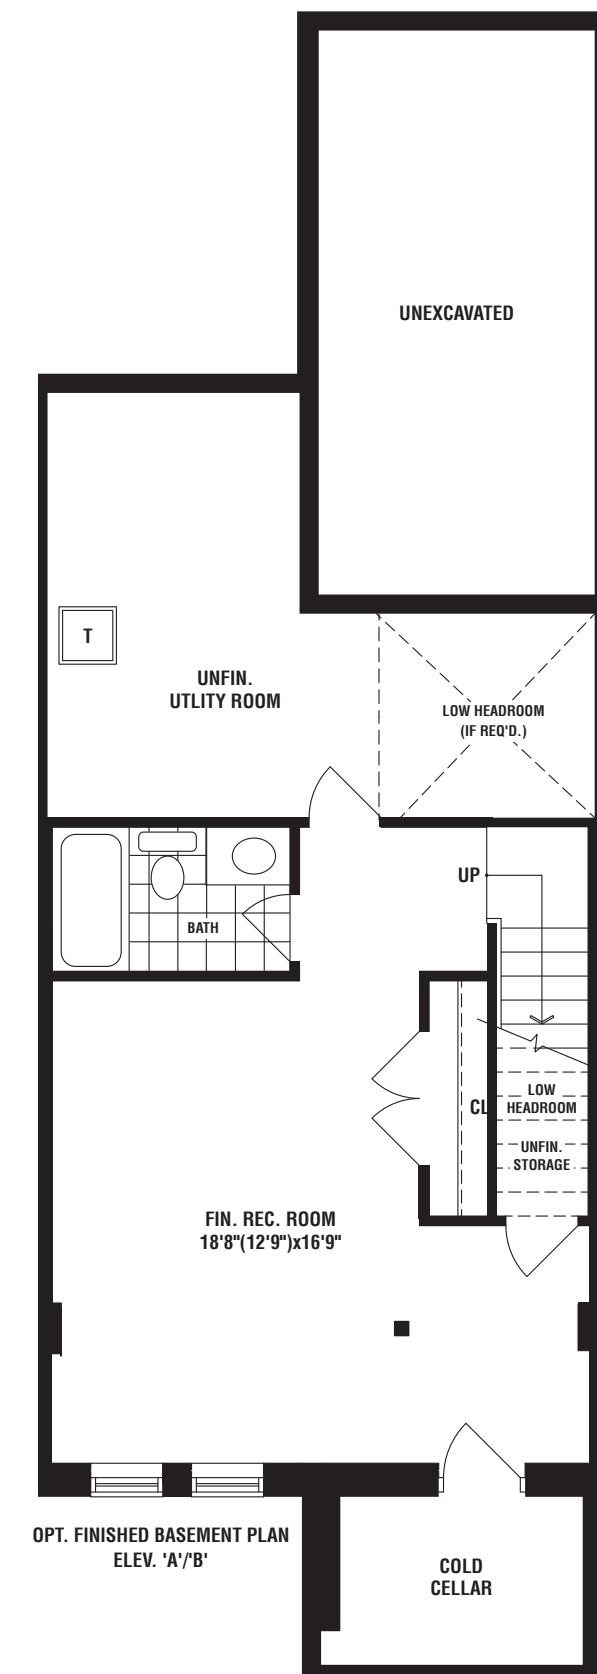 UNEXCAVATED
T
UNFIN.
UTLITY ROOM
LOW HEADROOM
(IF REQ'D.)
UP
BATH
LOW
HEADROOM
CL
UNFIN.
STORAGE
FIN. REC. ROOM
18'8"(12'9")x16'9"
OPT. FINISHED BASEMENT PLAN
ELEV. 'A'/'B'
COLD
CELLAR